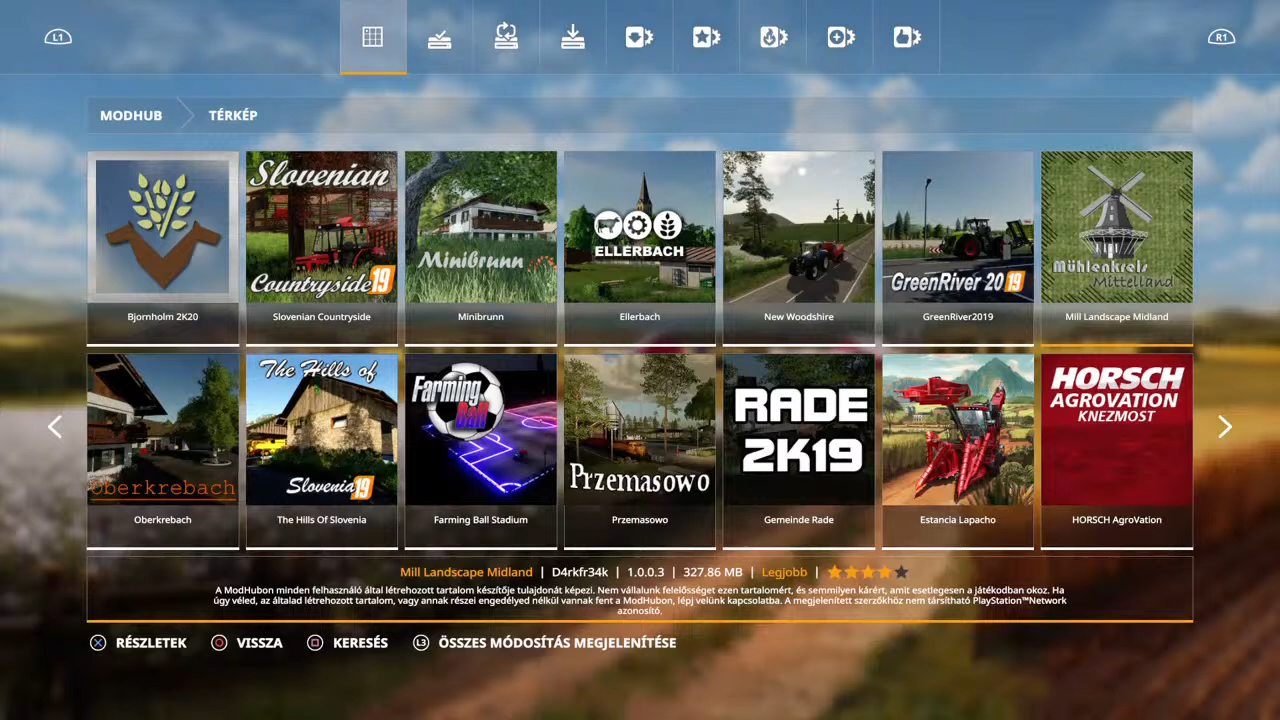 L1
R1
MODHUB
TÉRKÉP
Slovenian
Countryside 19
Minibrunn
ELLERBACH
GreenRiver 2019
Mühlenkreis
Mittelland
Bjornholm 2K20
Slovenian Countryside
Minibrunn
Ellerbach
New Woodshire
GreenRiver2019
Mill Landscape Midland
Oberkrebach
The Hills of
Slovenia 19
Farming
Ball
Przemasowo
RADE
2K19
HORSCH
AGROVATION
KNEZMOST
Oberkrebach
The Hills Of Slovenia
Farming Ball Stadium
Przemasowo
Gemeinde Rade
Estancia Lapacho
HORSCH AgroVation
Mill Landscape Midland | D4rkfr34k | 1.0.0.3 | 327.86 MB | Legjobb |
A ModHubon minden felhasználó által létrehozott tartalom készítője tulajdonát képezi. Nem vállalunk felelősséget ezen tartalomért, és semmilyen kárért, amit esetlegesen a játékodban okoz. Ha
úgy véled, az általad létrehozott tartalom, vagy annak részei engedélyed nélkül vannak fent a ModHubon, lépj velünk kapcsolatba. A megjelenített szerzőkhöz nem társítható PlayStation™Network
azonosító.
RÉSZLETEK
VISSZA
KERESÉS
L3 ÖSSZES MÓDOSÍTÁS MEGJELENÍTÉSE